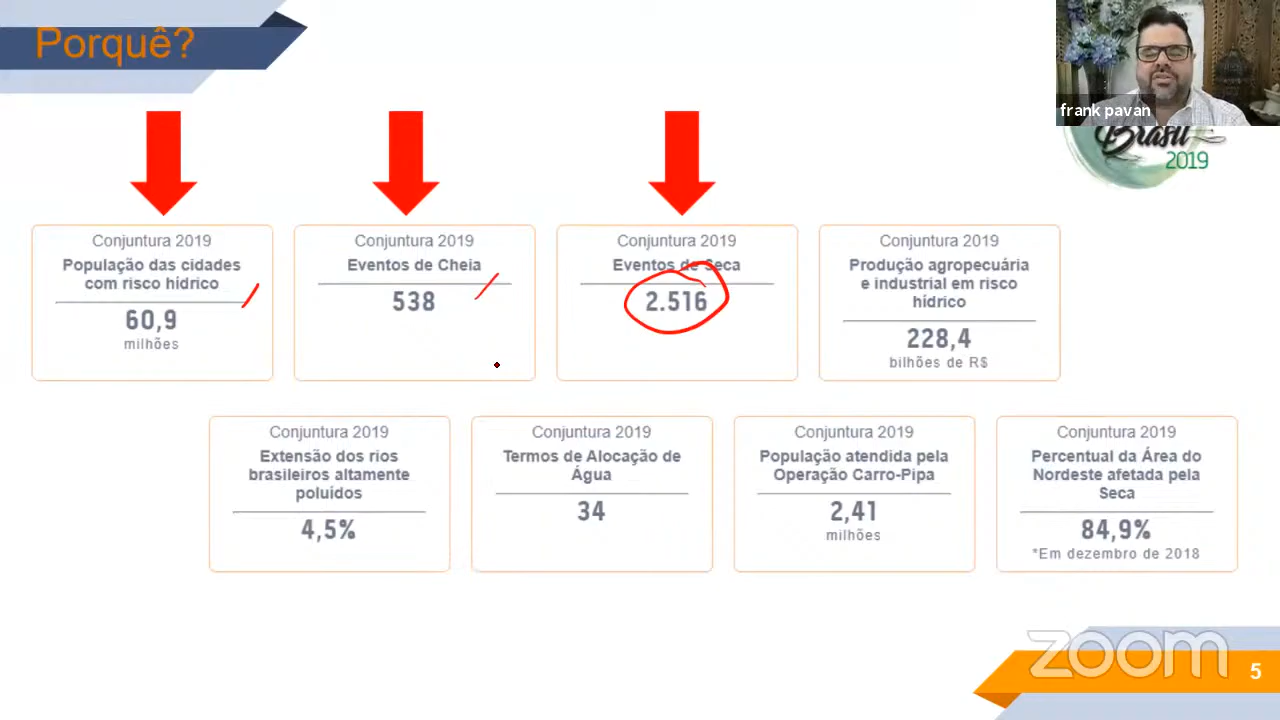 Porquê?
frank pavan
Brasil
2019
Conjuntura 2019
População das cidades
com risco hídrico
60,9
milhões
Conjuntura 2019
Eventos de Cheia
538
Conjuntura 2019
Eventos de Seca
2.516
Conjuntura 2019
Produção agropecuária
e industrial em risco
hídrico
228,4
bilhões de R$
Conjuntura 2019
Extensão dos rios
brasileiros altamente
poluídos
4,5%
Conjuntura 2019
Termos de Alocação de
Água
34
Conjuntura 2019
População atendida pela
Operação Carro-Pipa
2,41
milhões
Conjuntura 2019
Percentual da Área do
Nordeste afetada pela
Seca
84,9%
*Em dezembro de 2018
zoom
5